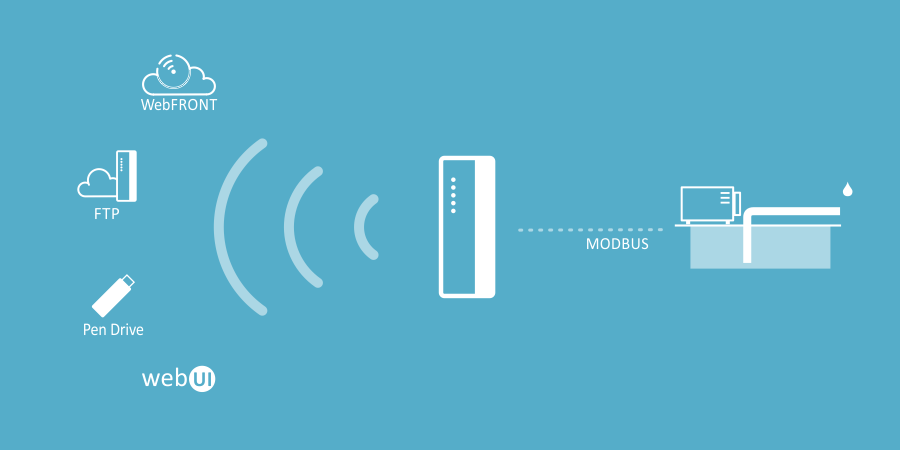 WebFRONT
FTP
MODBUS
Pen Drive
webUI